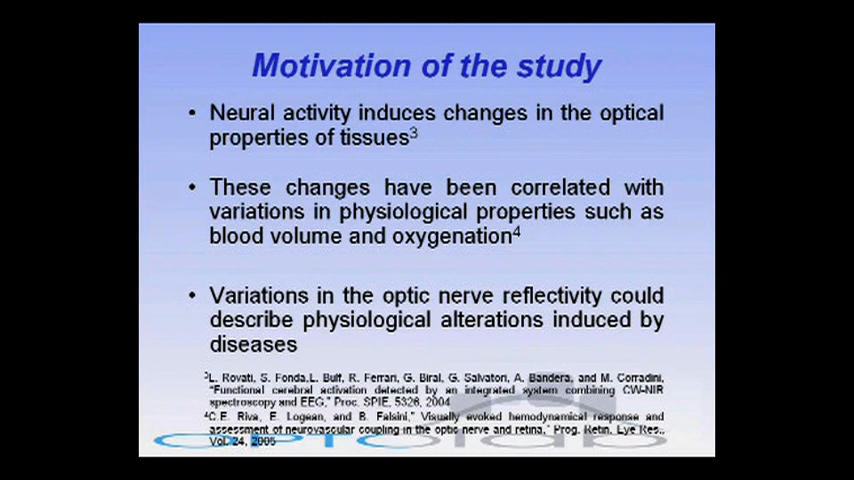 Motivation of the study
• Neural activity induces changes in the optical
properties of tissues³
• These changes have been correlated with
variations in physiological properties such as
blood volume and oxygenation⁴
• Variations in the optic nerve reflectivity could
describe physiological alterations induced by
diseases
³L. Rovati, S. Fonda,L. Bulf, R. Ferrari, G. Biral, G. Salvatori, A. Bandera, and M. Corradini,
"Functional cerebral activation detected by an integrated system combining CW-NIR
spectroscopy and EEG," Proc. SPIE, 5326, 2004
⁴C.E. Riva, E. Logean, and B. Falsini," Visually evoked hemodynamical response and
assessment of neurovascular coupling in the optic nerve and retina," Prog. Retin. Eye Res.,
Vol. 24, 2005
OPTOlab